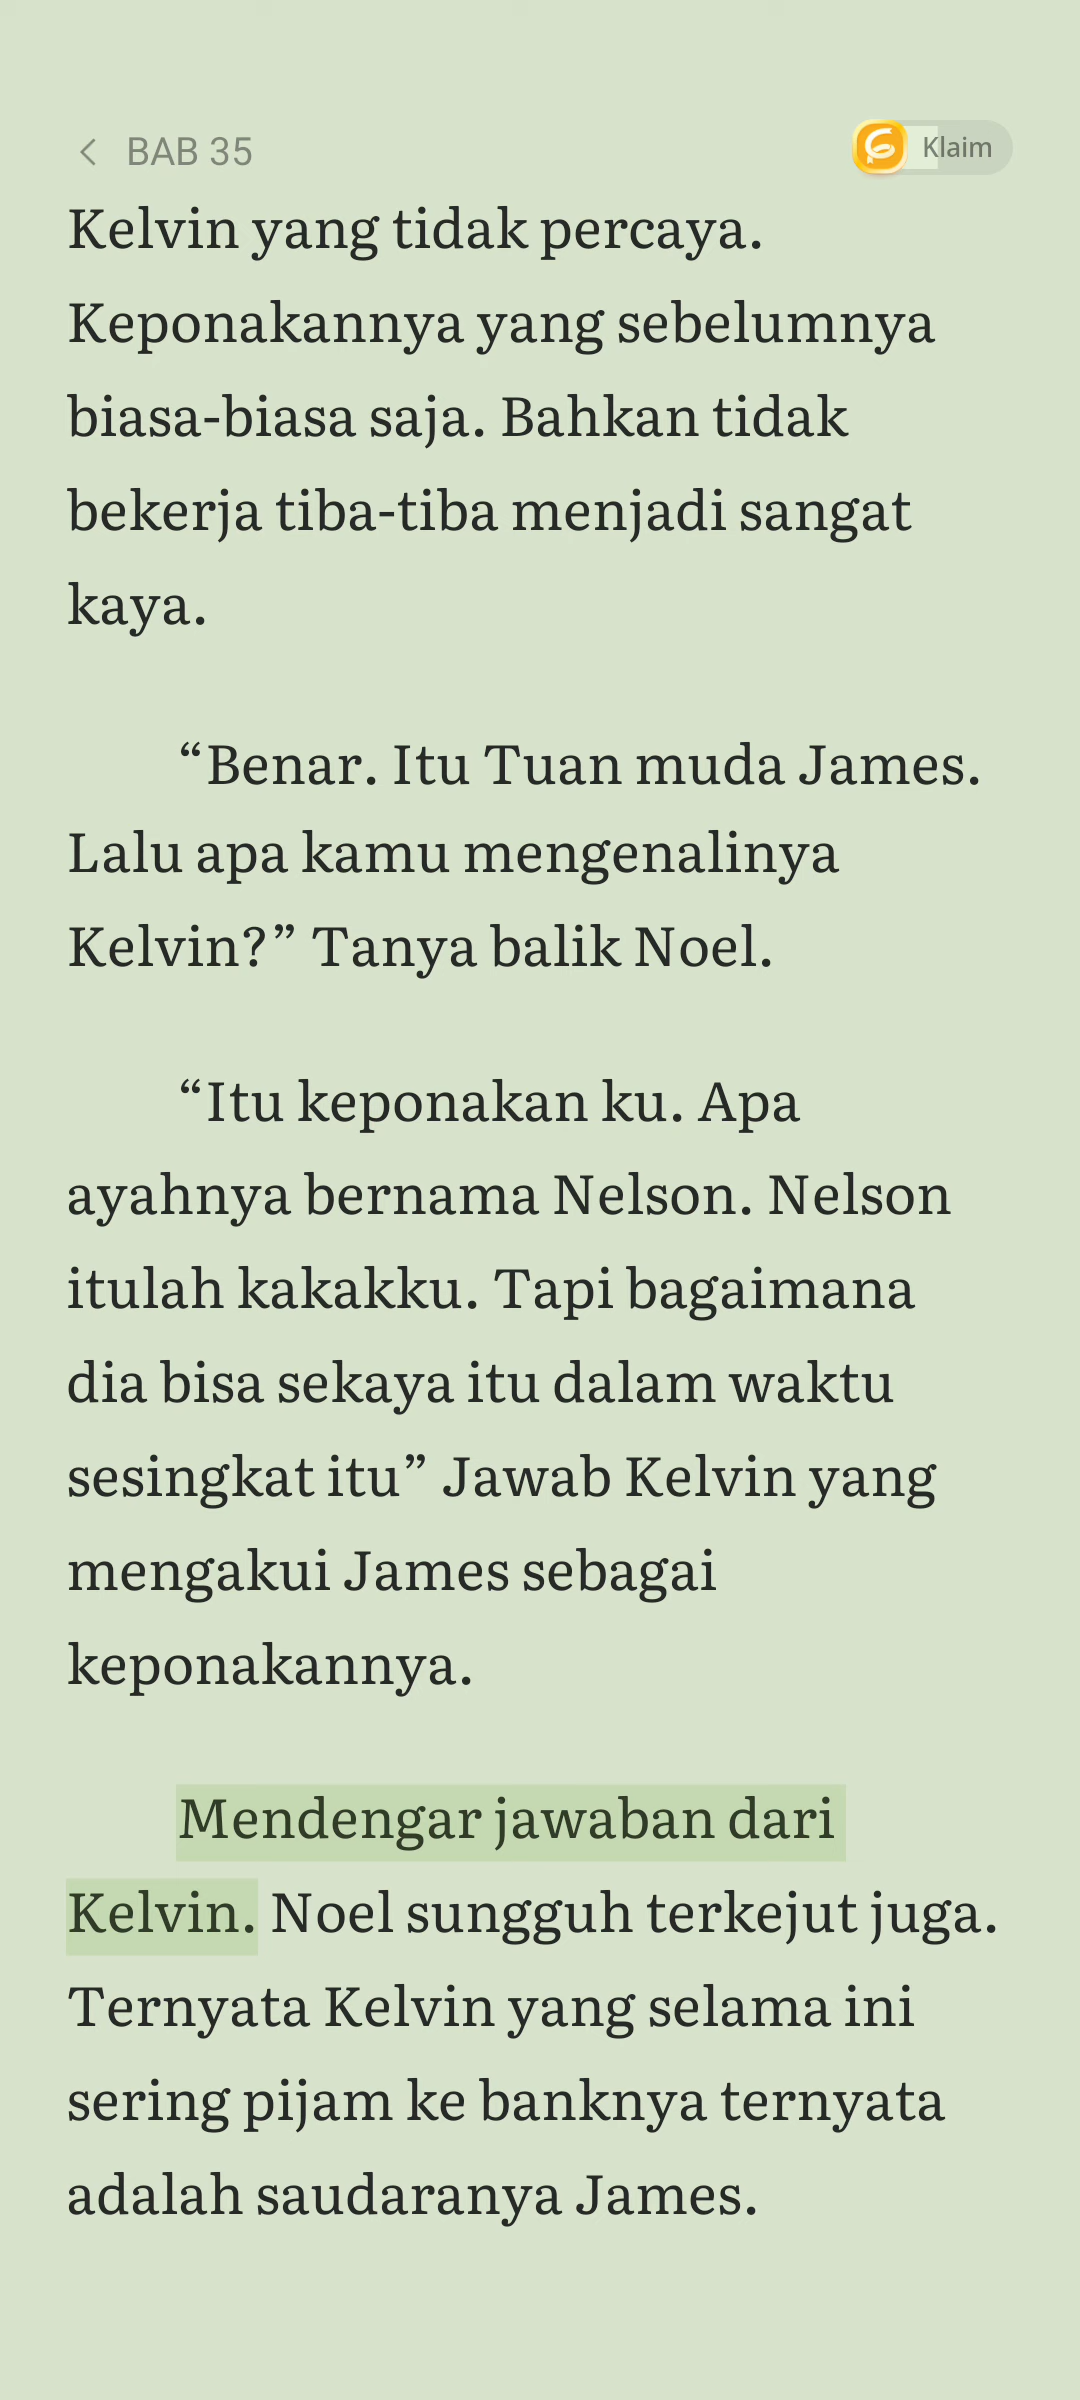 BAB 35
Klaim
Kelvin yang tidak percaya.
Keponakannya yang sebelumnya
biasa-biasa saja. Bahkan tidak
bekerja tiba-tiba menjadi sangat
kaya.
“Benar. Itu Tuan muda James.
Lalu apa kamu mengenalinya
Kelvin?” Tanya balik Noel.
“Itu keponakan ku. Apa
ayahnya bernama Nelson. Nelson
itulah kakakku. Tapi bagaimana
dia bisa sekaya itu dalam waktu
sesingkat itu” Jawab Kelvin yang
mengakui James sebagai
keponakannya.
Mendengar jawaban dari
Kelvin. Noel sungguh terkejut juga.
Ternyata Kelvin yang selama ini
sering pijam ke banknya ternyata
adalah saudaranya James.